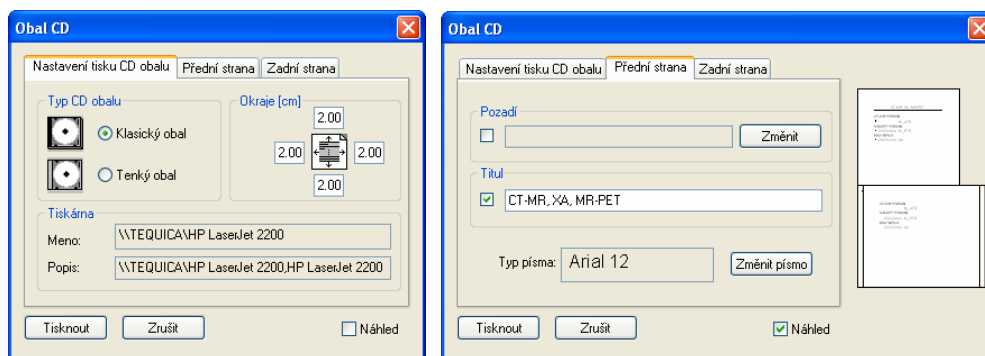 Obal CD
Nastavení tisku CD obalu Přední strana Zadní strana
Typ CD obalu
Klasický obal
Tenký obal
Okraje [cm]
2.00
2.00 2.00
2.00
Tiskárna
Meno: \\TEQUICA\HP LaserJet 2200
Popis: \\TEQUICA\HP LaserJet 2200,HP LaserJet 2200
Tisknout Zrušit Náhled
Obal CD
Nastavení tisku CD obalu Přední strana Zadní strana
Pozadí
Změnit
Titul
CT-MR, XA, MR-PET
Typ písma: Arial 12 Změnit písmo
Tisknout Zrušit Náhled